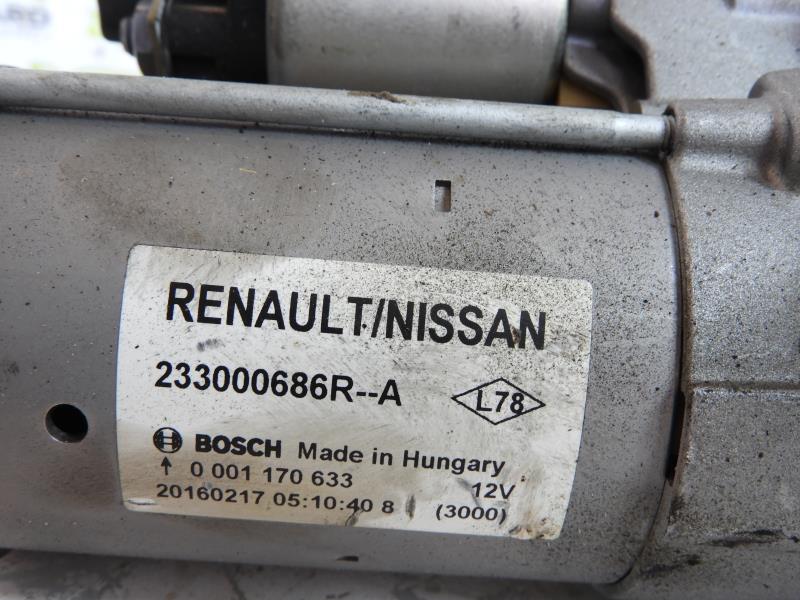 RENAULT/NISSAN
233000686R--A
L78
BOSCH Made in Hungary
↑ 0 001 170 633 12V
20160217 05:10:40 8 (3000)